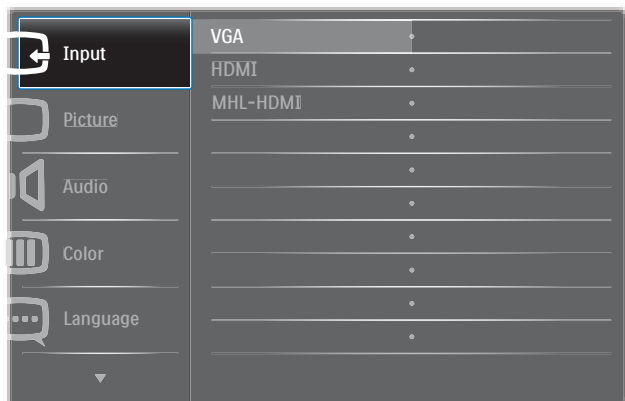 Input
Picture
Audio
Color
Language
VGA
HDMI
MHL-HDMI